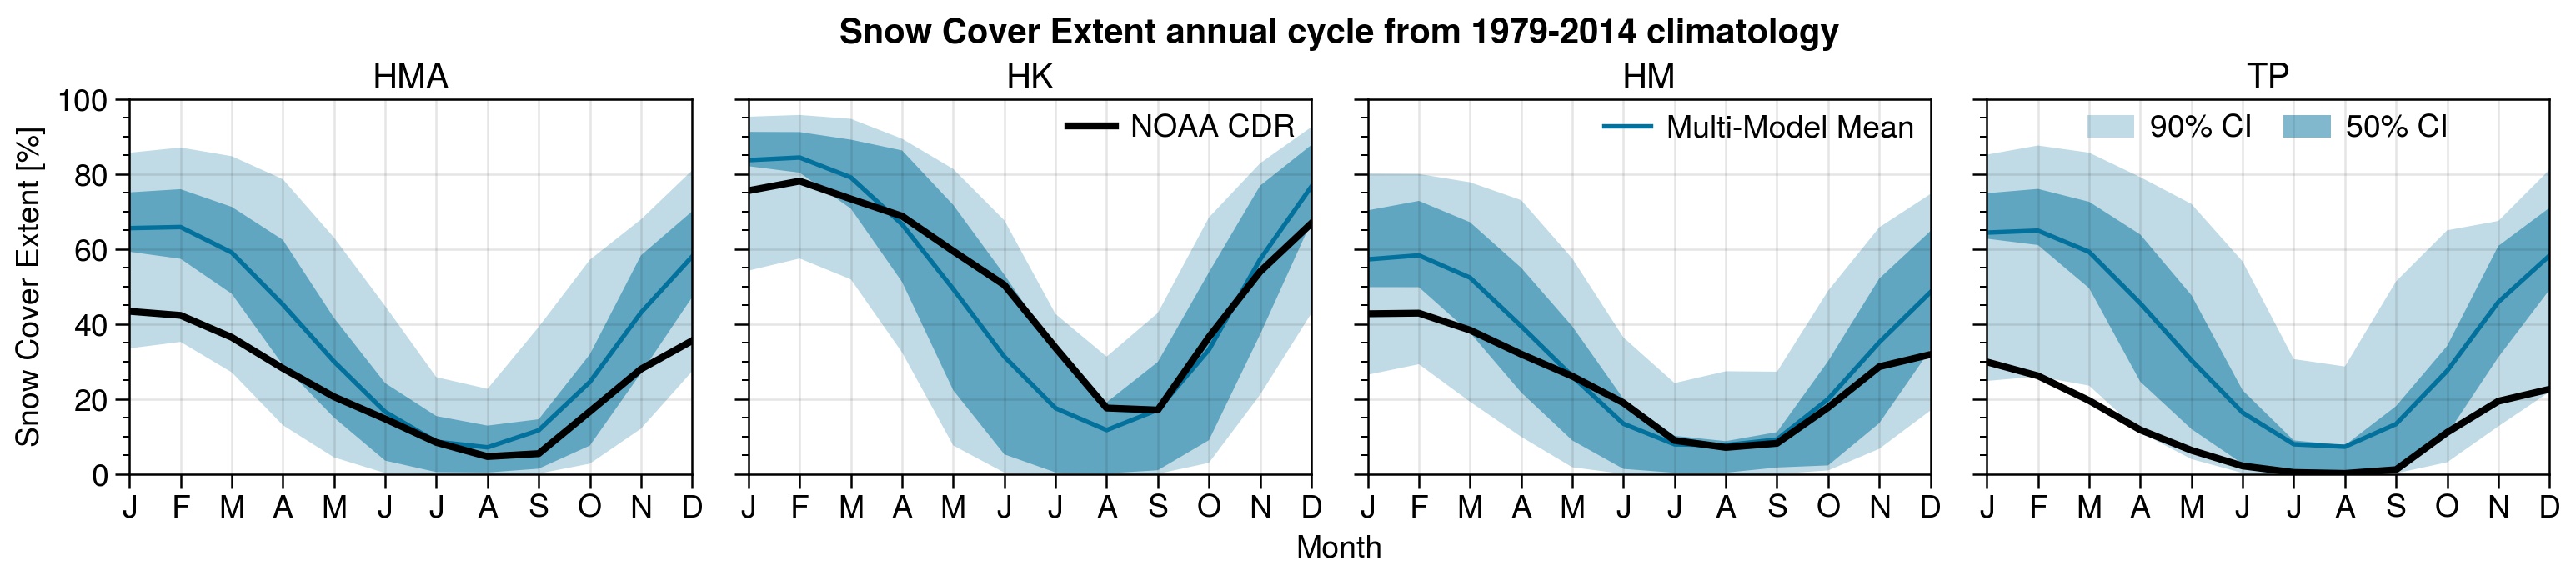 Snow Cover Extent annual cycle from 1979-2014 climatology
HMA
HK
HM
TP
Snow Cover Extent [%]
100
80
60
40
20
0
NOAA CDR
Multi-Model Mean
90% CI 50% CI
J F M A M J J A S O N D
J F M A M J J A S O N D
J F M A M J J A S O N D
J F M A M J J A S O N D
Month